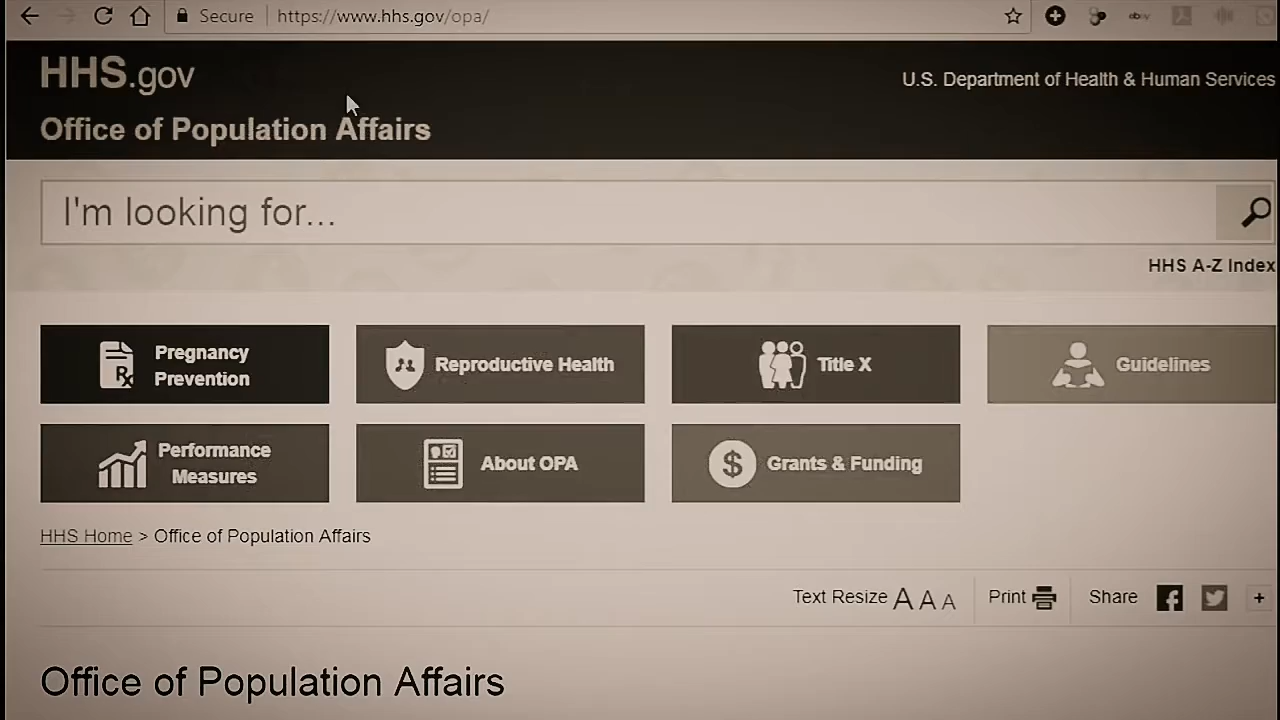 Secure
https://www.hhs.gov/opa/
HHS.gov
U.S. Department of Health & Human Services
Office of Population Affairs
I'm looking for...
HHS A-Z Index
Pregnancy
Prevention
Reproductive Health
Title X
Guidelines
Performance
Measures
About OPA
Grants & Funding
HHS Home > Office of Population Affairs
Text Resize A A A
Print
Share
Office of Population Affairs